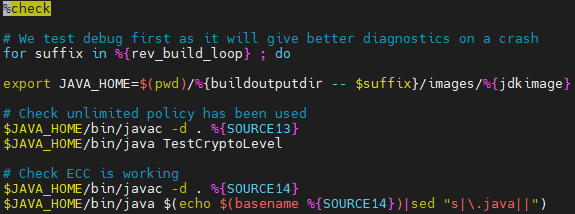 %check
# We test debug first as it will give better diagnostics on a crash
for suffix in %{rev_build_loop} ; do
export JAVA_HOME=$(pwd)/%{buildoutputdir -- $suffix}/images/%{jdkimage}
# Check unlimited policy has been used
$JAVA_HOME/bin/javac -d . %{SOURCE13}
$JAVA_HOME/bin/java TestCryptoLevel
# Check ECC is working
$JAVA_HOME/bin/javac -d . %{SOURCE14}
$JAVA_HOME/bin/java $(echo $(basename %{SOURCE14})|sed "s|\.java||")